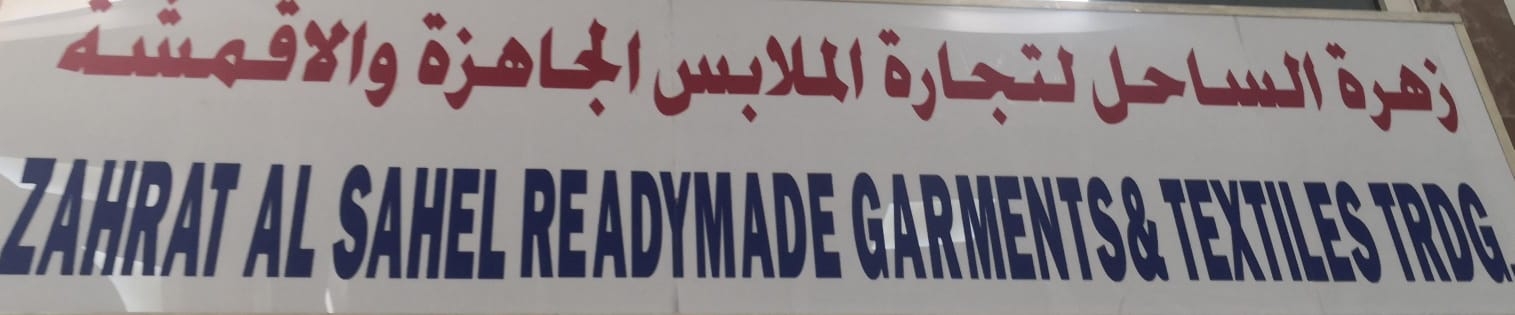 زهرة الساحل لتجارة الملابس الجاهزة والاقمشة
ZAHRAT AL SAHEL READYMADE GARMENTS& TEXTILES TRDG.